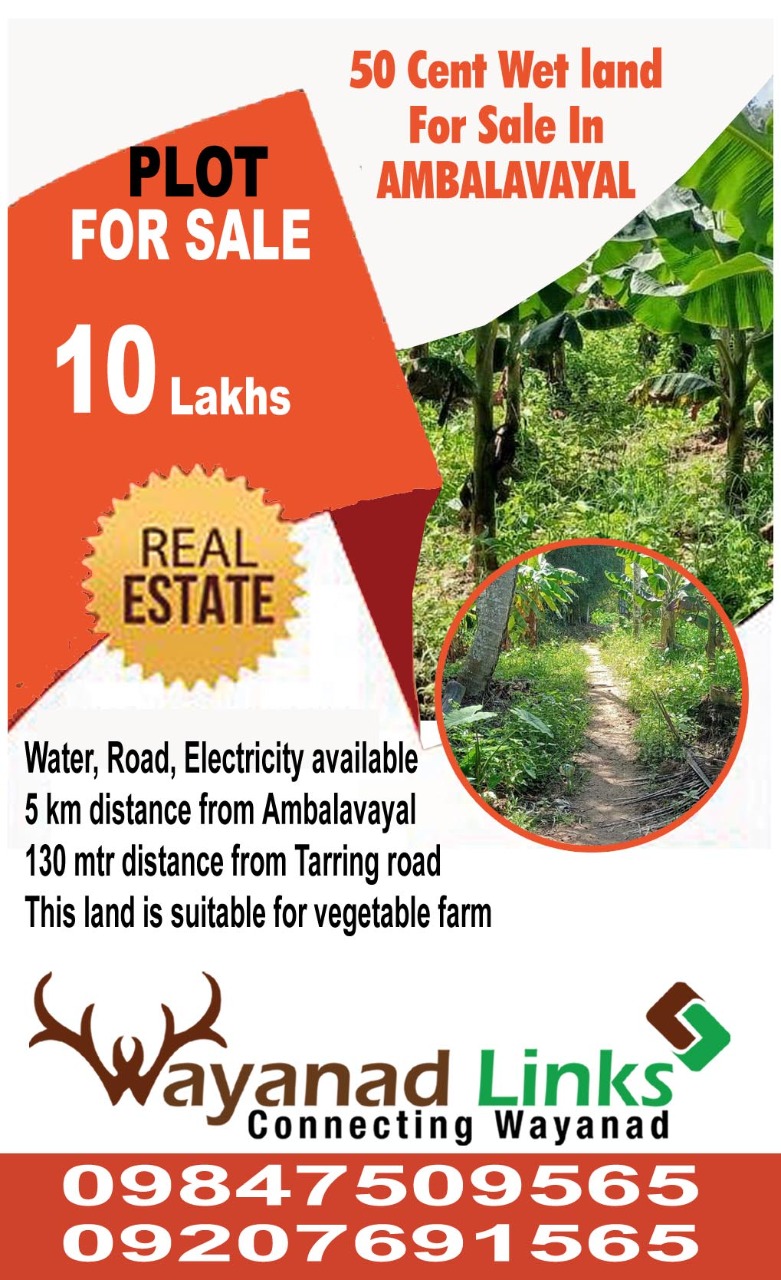 50 Cent Wet land
For Sale In
AMBALAVAYAL
PLOT
FOR SALE
10 Lakhs
REAL
ESTATE
Water, Road, Electricity available
5 km distance from Ambalavayal
130 mtr distance from Tarring road
This land is suitable for vegetable farm
Wayanad Links
Connecting Wayanad
09847509565
09207691565